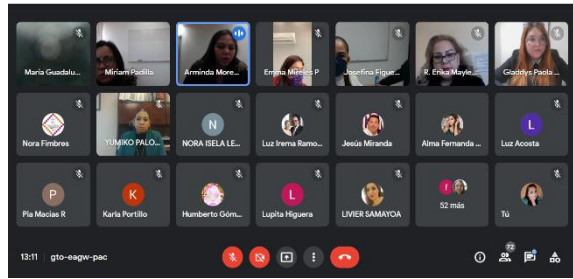 María Guadalu...
Miriam Padilla
Arminda More...
Emma Mireles P
Josefina Figue...
R. Erika Mayle...
Gladdys Paola ...
Nora Fimbres
YUMIKO PALO...
N
NORA ISELA LE...
Luz Irema Ramo...
Jesús Miranda
Alma Fernanda ...
L
Luz Acosta
P
Pia Macias R
K
Karla Portillo
Humberto Góm...
L
Lupita Higuera
LIVIER SAMAYOA
f
52 más
Tú
13:11 | gto-eagw-pac
72